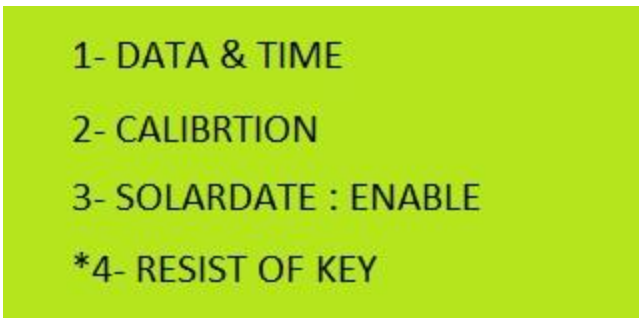 1- DATA & TIME
2- CALIBRTION
3- SOLARDATE : ENABLE
*4- RESIST OF KEY